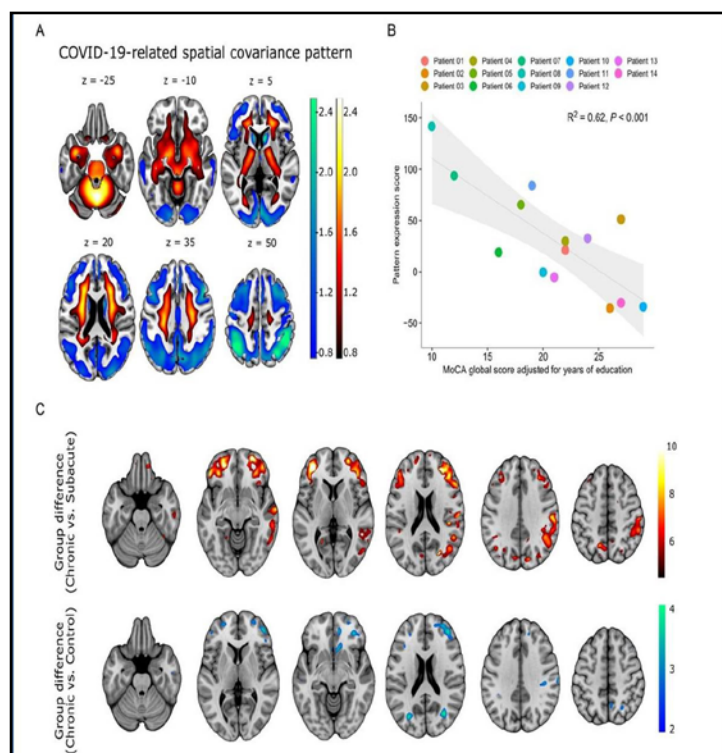 A
COVID-19-related spatial covariance pattern
z = -25
z = -10
z = 5
2.4
2.4
2.0
2.0
1.6
1.6
1.2
1.2
0.8
0.8
z = 20
z = 35
z = 50
B
Patient 01
Patient 04
Patient 07
Patient 10
Patient 13
Patient 02
Patient 05
Patient 08
Patient 11
Patient 14
Patient 03
Patient 06
Patient 09
Patient 12
R² = 0.62, P < 0.001
Pattern expression score
150
100
50
0
−50
10
15
20
25
MoCA global score adjusted for years of education
C
Group difference
(Chronic vs. Subacute)
10
8
6
Group difference
(Chronic vs. Control)
4
3
2